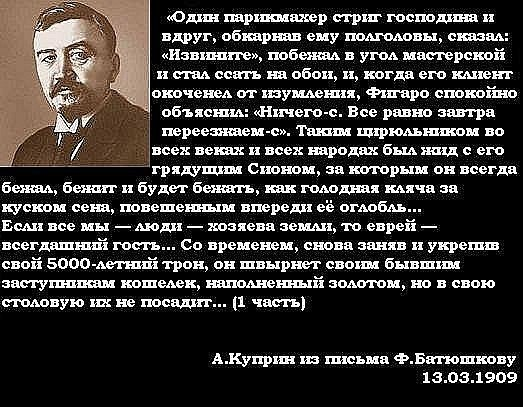 «Один парикмахер стриг господина и
вдруг, обкарнав ему полголовы, сказал:
«Извините», побежал в угол мастерской
и стал ссать на обои, и, когда его клиент
окоченел от изумления, Фигаро спокойно
объяснил: «Ничего-с. Все равно завтра
переезжаем-с». Таким цирюльником во
всех веках и всех народах был жид с его
грядущим Сионом, за которым он всегда
бежал, бежит и будет бежать, как голодная кляча за
куском сена, повешенным впереди её оглобль...
Если все мы — люди — хозяева земли, то еврей —
всегдашний гость... Со временем, снова заняв и укрепив
свой 5000-летний трон, он швырнет своим бывшим
заступникам кошелек, наполненный золотом, но в свою
столовую их не посадит... (1 часть)
А.Куприн из письма Ф.Батюшкову
13.03.1909